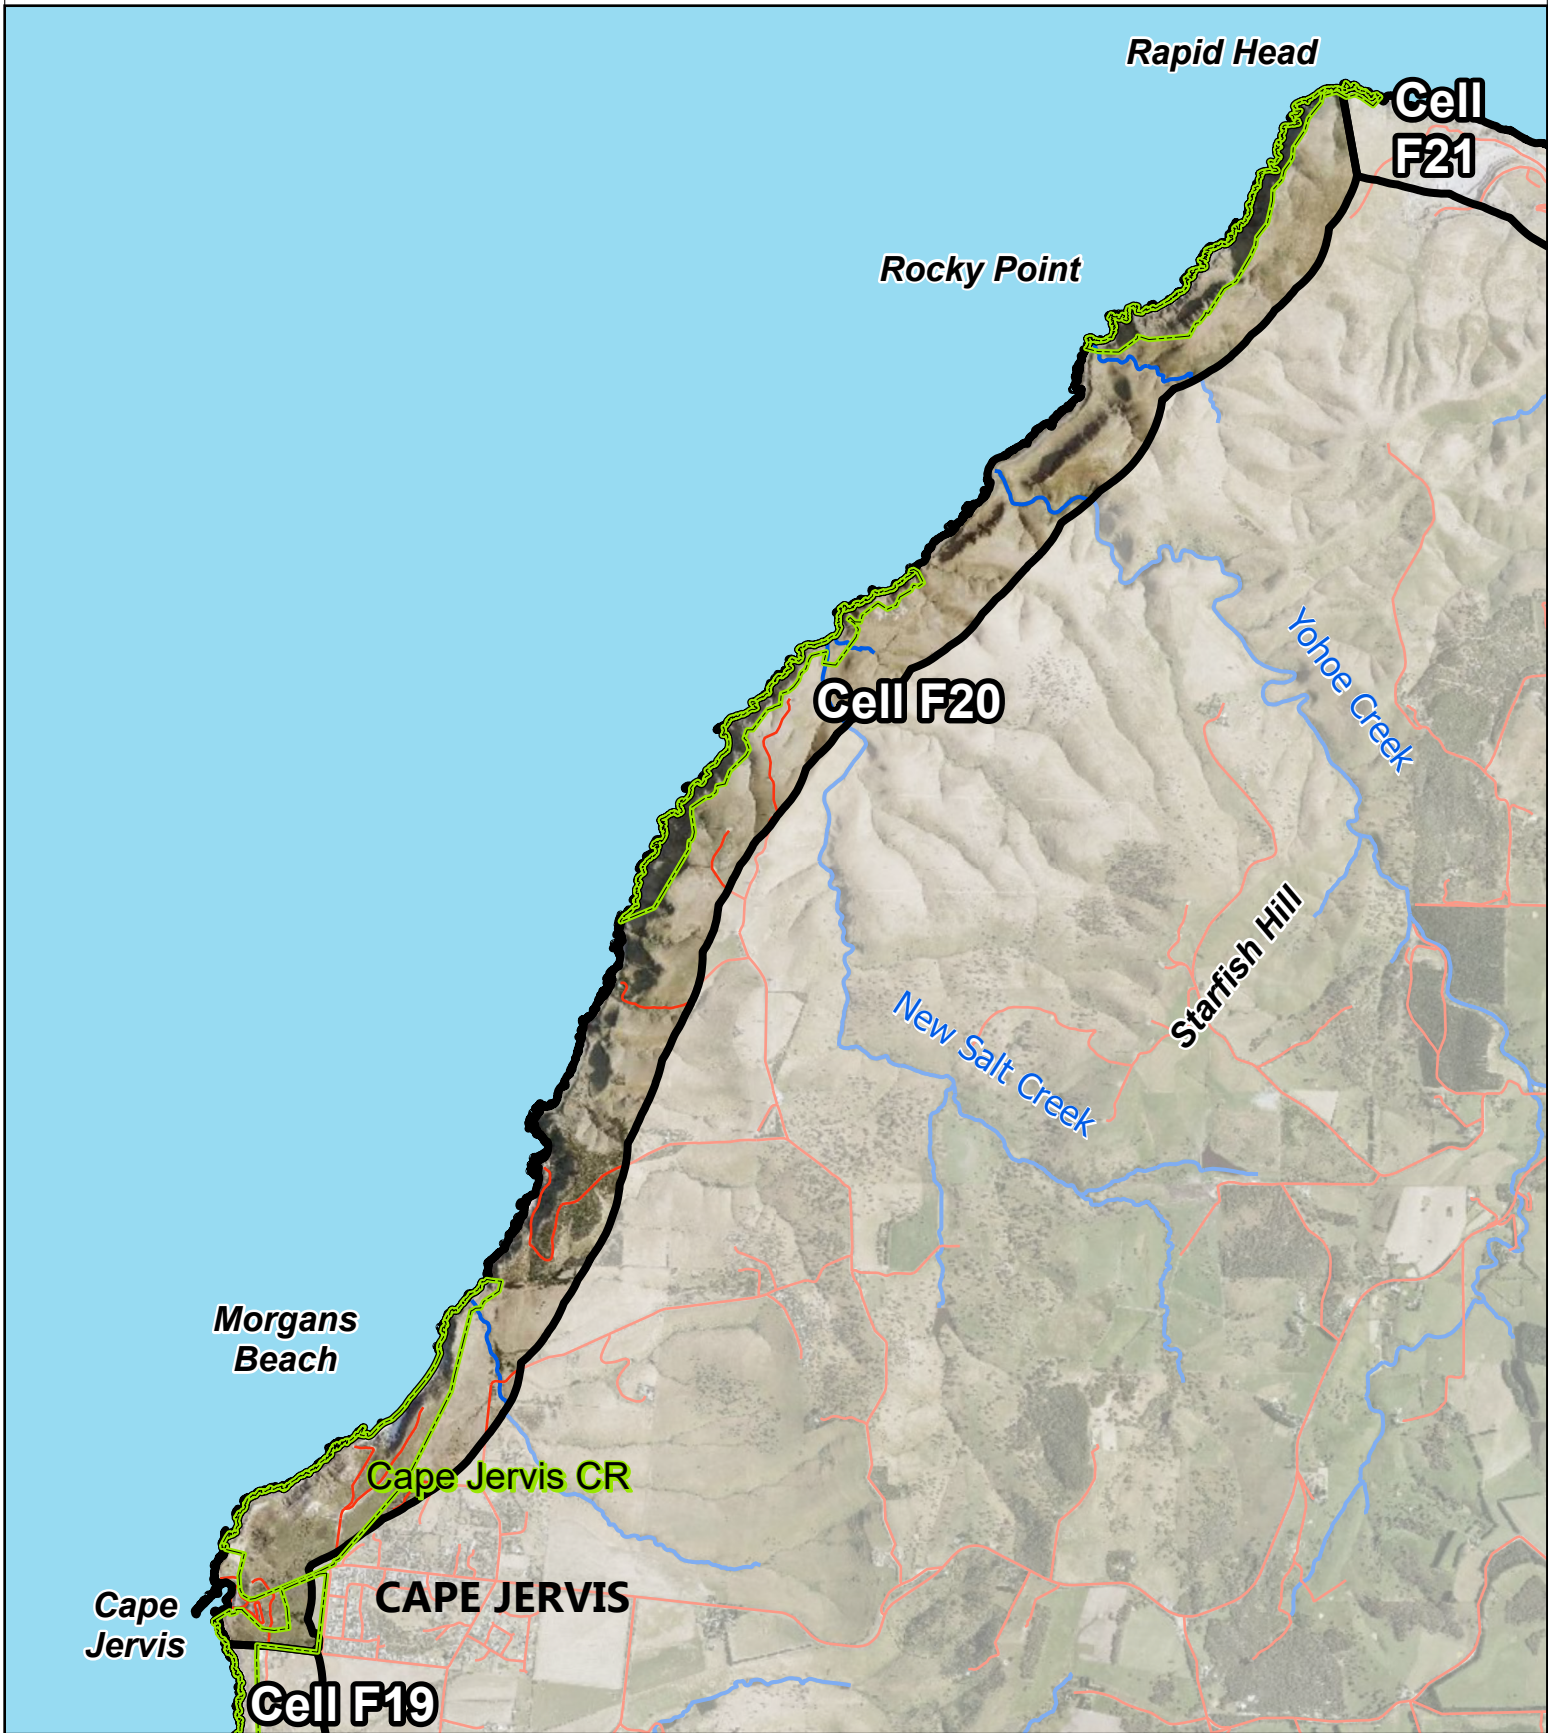 Rapid Head
Cell
F21
Rocky Point
Yohoe Creek
Cell F20
Starfish Hill
New Salt Creek
Morgans
Beach
Cape Jervis CR
CAPE JERVIS
Cape
Jervis
Cell F19